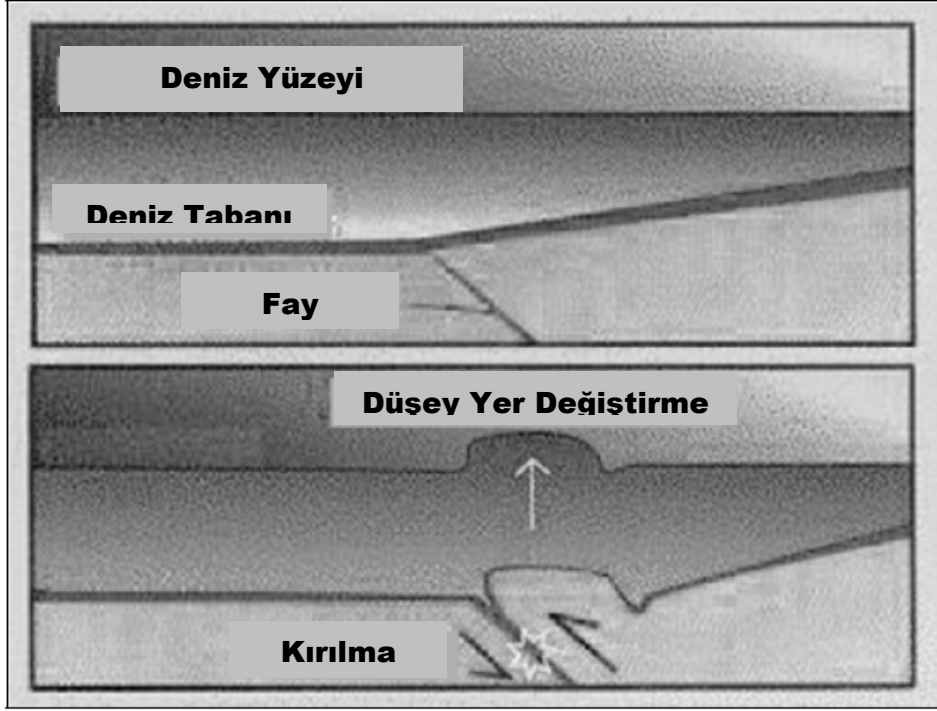 Deniz Yüzeyi
Deniz Tabanı
Fay
Düşey Yer Değiştirme
Kırılma